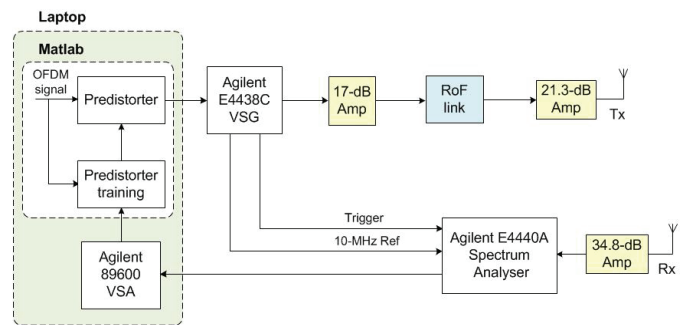 Laptop
Matlab
OFDM
signal
Predistorter
Agilent
E4438C
VSG
17-dB
Amp
RoF
link
21.3-dB
Amp
Tx
Predistorter
training
Trigger
10-MHz Ref
Agilent
89600
VSA
Agilent E4440A
Spectrum
Analyser
34.8-dB
Amp
Rx